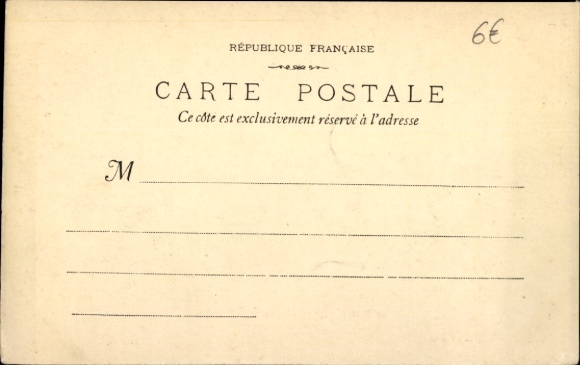 6€
RÉPUBLIQUE FRANÇAISE
CARTE POSTALE
Ce côte est exclusivement réservé à l'adresse
M